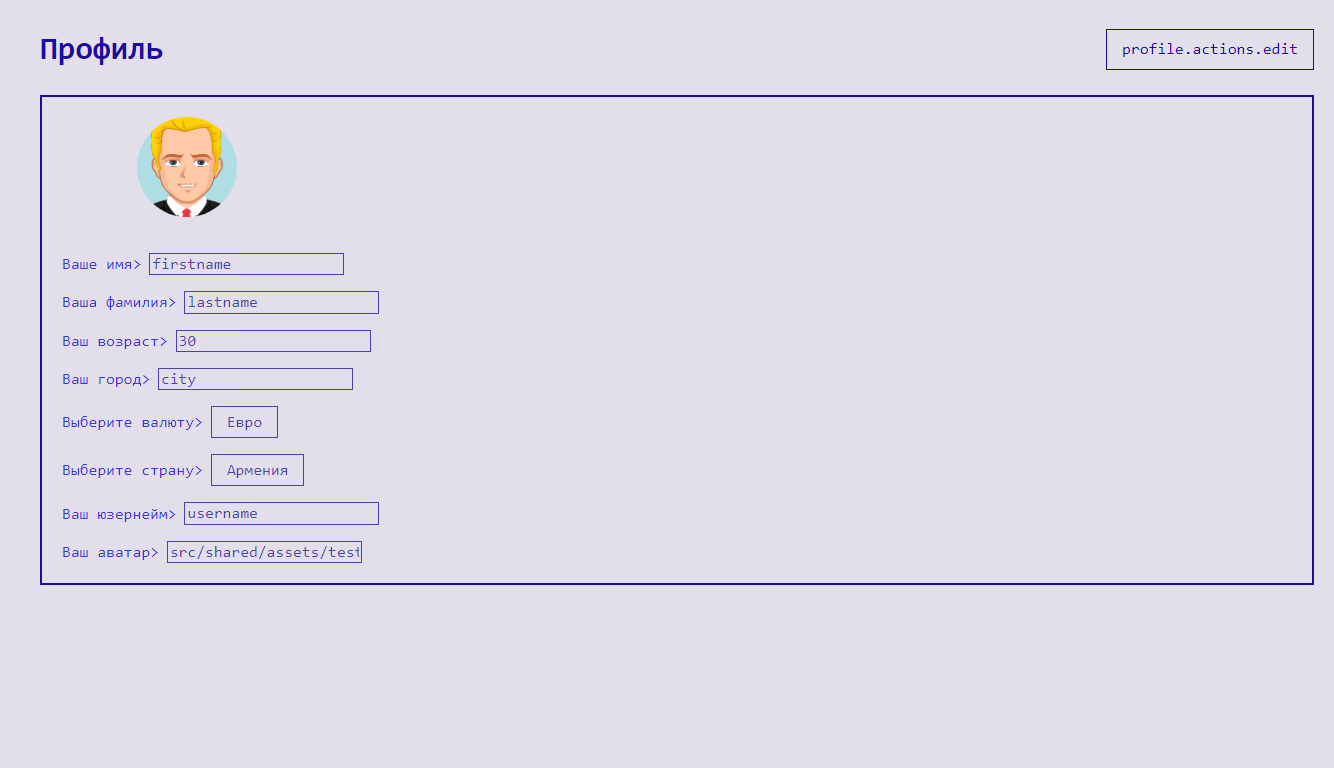 Профиль
profile.actions.edit
Ваше имя> firstname
Ваша фамилия> lastname
Ваш возраст> 30
Ваш город> city
Выберите валюту> Евро
Выберите страну> Армения
Ваш юзернейм> username
Ваш аватар> src/shared/assets/test